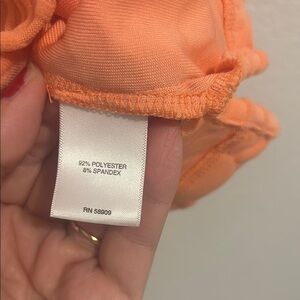 92% POLYESTER
8% SPANDEX
RN 58909